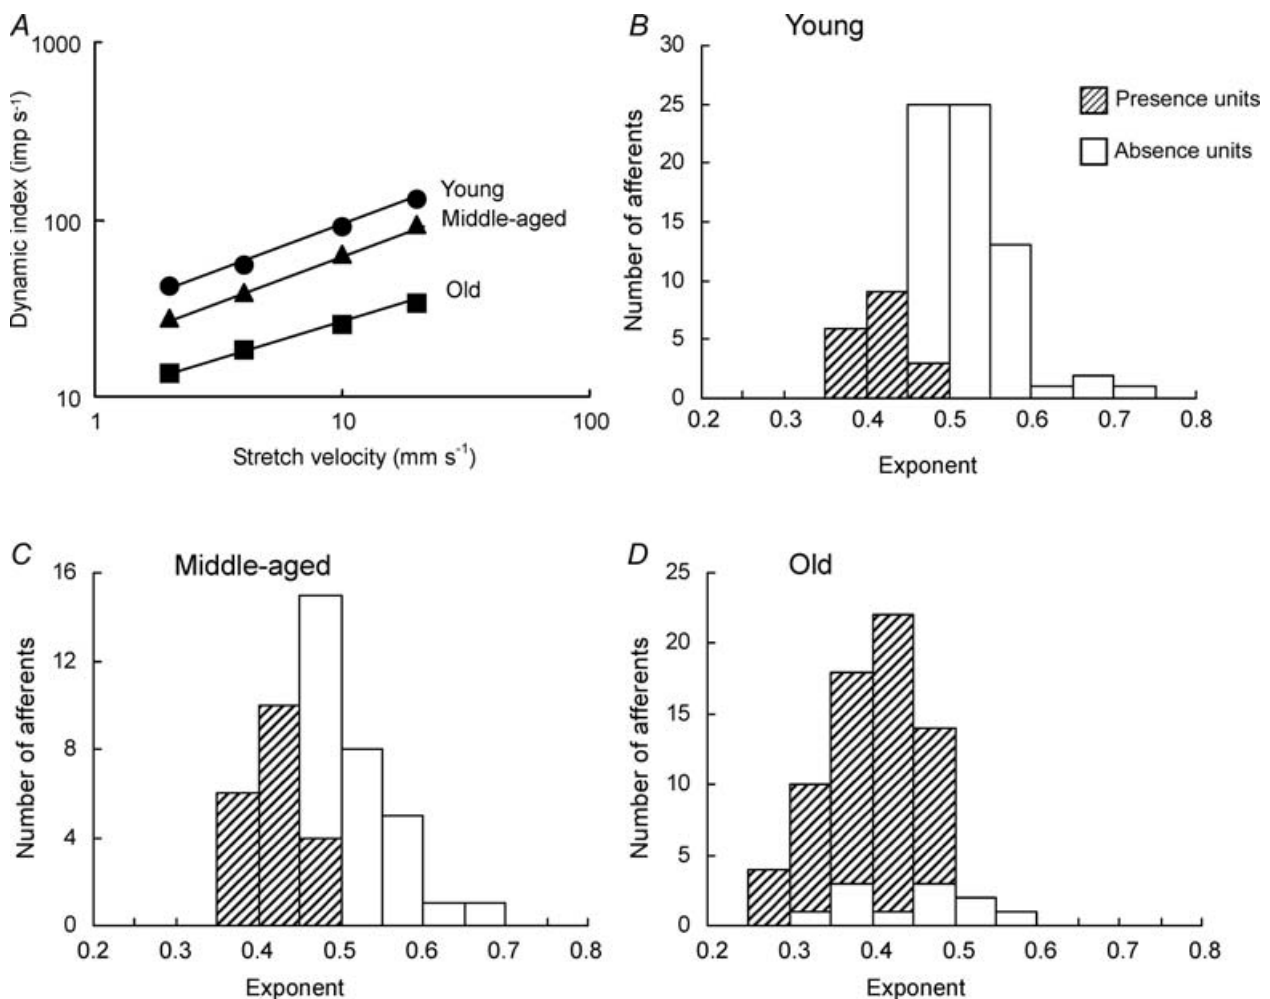 A
1000
100
10
1
10
100
Dynamic index (imp s-1)
Stretch velocity (mm s-1)
Young
Middle-aged
Old
B
Young
30
25
20
15
10
5
0
0.2 0.3 0.4 0.5 0.6 0.7 0.8
Number of afferents
Exponent
Presence units
Absence units
C
Middle-aged
16
12
8
4
0
0.2 0.3 0.4 0.5 0.6 0.7 0.8
Number of afferents
Exponent
D
Old
25
20
15
10
5
0
0.2 0.3 0.4 0.5 0.6 0.7 0.8
Number of afferents
Exponent